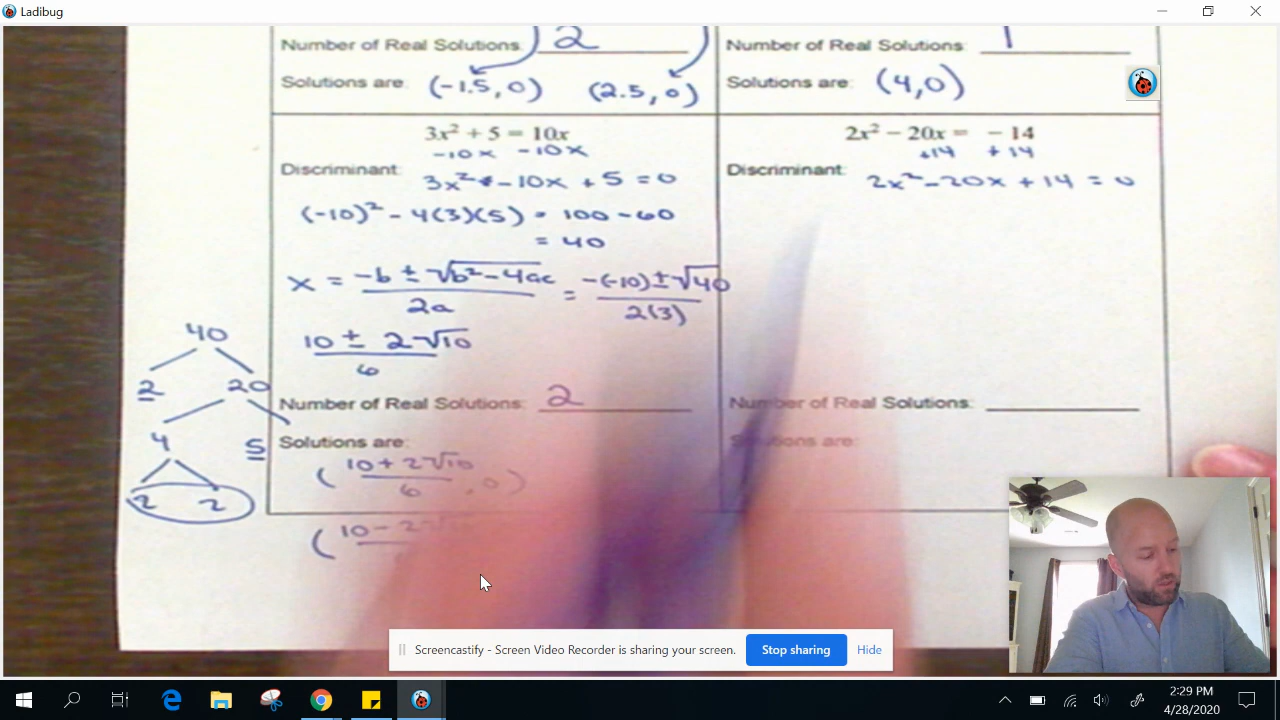 Ladibug
Number of Real Solutions: 2
Solutions are: (-1.5, 0) (2.5, 0)
Number of Real Solutions: 1
Solutions are: (4,0)
3x² + 5 = 10x
-10x -10x
Discriminant:
3x² - 10x + 5 = 0
(-10)² - 4(3)(5) = 100 - 60
= 40
x = -b ± √b² - 4ac / 2a = -(-10) ± √40 / 2(3)
10 ± 2√10 / 6
40
2 20
4 5
2 2
Number of Real Solutions: 2
Solutions are:
(10 + 2√10 / 6, 0)
(10 - 2√
2x² - 20x = - 14
+14 + 14
Discriminant:
2x² - 20x + 14 = 0
Number of Real Solutions:
Solutions are:
Screencastify - Screen Video Recorder is sharing your screen.
Stop sharing
Hide
2:29 PM
4/28/2020